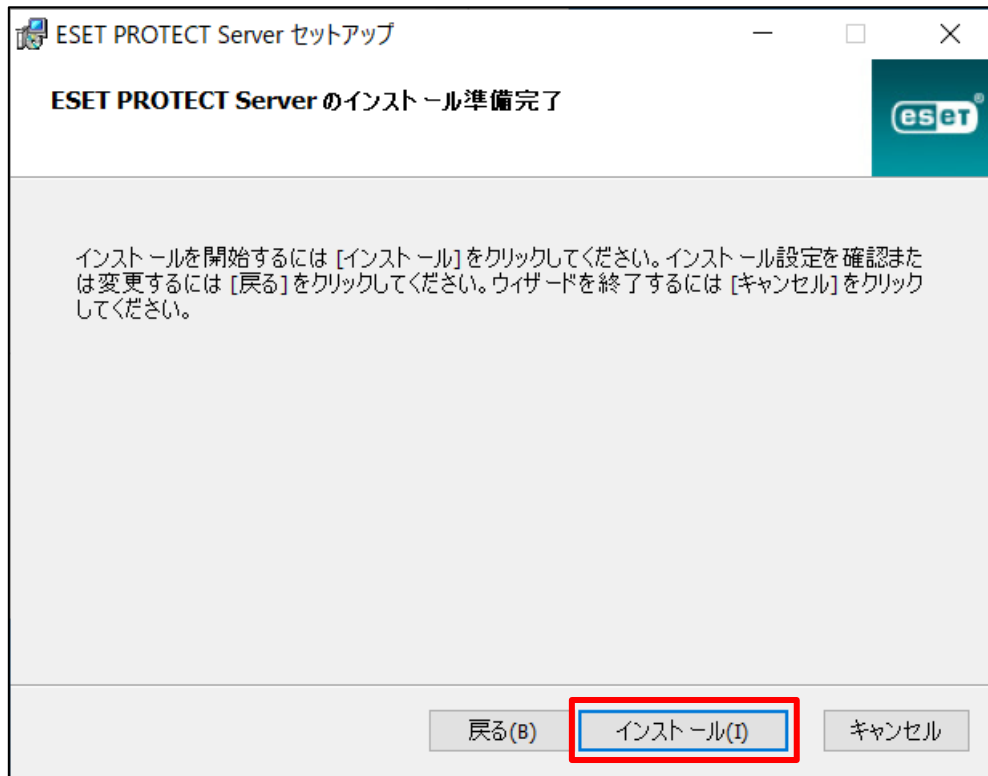 ESET PROTECT Server セットアップ
ESET PROTECT Server のインストール準備完了
eset®
インストールを開始するには [インストール] をクリックしてください。インストール設定を確認また
は変更するには [戻る] をクリックしてください。ウィザードを終了するには [キャンセル] をクリック
してください。
戻る(B)
インストール(I)
キャンセル